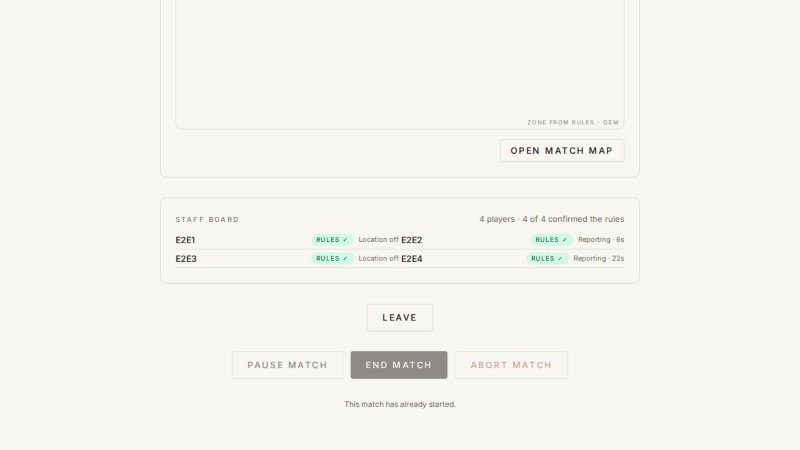 ZONE FROM RULES · OSM
OPEN MATCH MAP
STAFF BOARD 4 players · 4 of 4 confirmed the rules
E2E1 RULES ✓ Location off E2E2 RULES ✓ Reporting · 6s
E2E3 RULES ✓ Location off E2E4 RULES ✓ Reporting · 22s
LEAVE
PAUSE MATCH END MATCH ABORT MATCH
This match has already started.